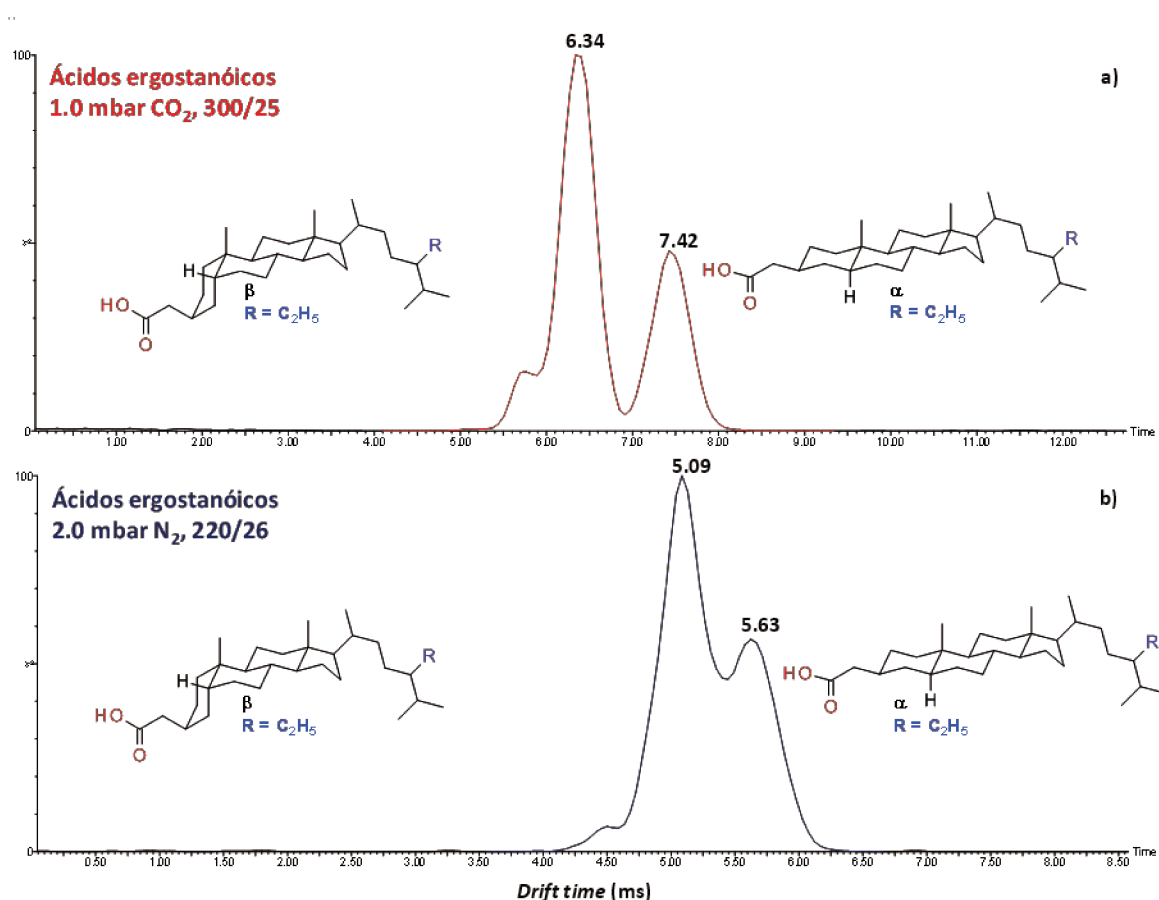 6.34
100
Ácidos ergostanóicos
1.0 mbar CO₂, 300/25
a)
7.42
R
R
H
HO
O
β
R = C₂H₅
HO
O
H
α
R = C₂H₅
0
1.00 2.00 3.00 4.00 5.00 6.00 7.00 8.00 9.00 10.00 11.00 12.00 Time
5.09
100
Ácidos ergostanóicos
2.0 mbar N₂, 220/26
b)
5.63
R
R
H
HO
O
β
R = C₂H₅
HO
O
H
α
R = C₂H₅
0
0.50 1.00 1.50 2.00 2.50 3.00 3.50 4.00 4.50 5.00 5.50 6.00 6.50 7.00 7.50 8.00 8.50 Time
Drift time (ms)